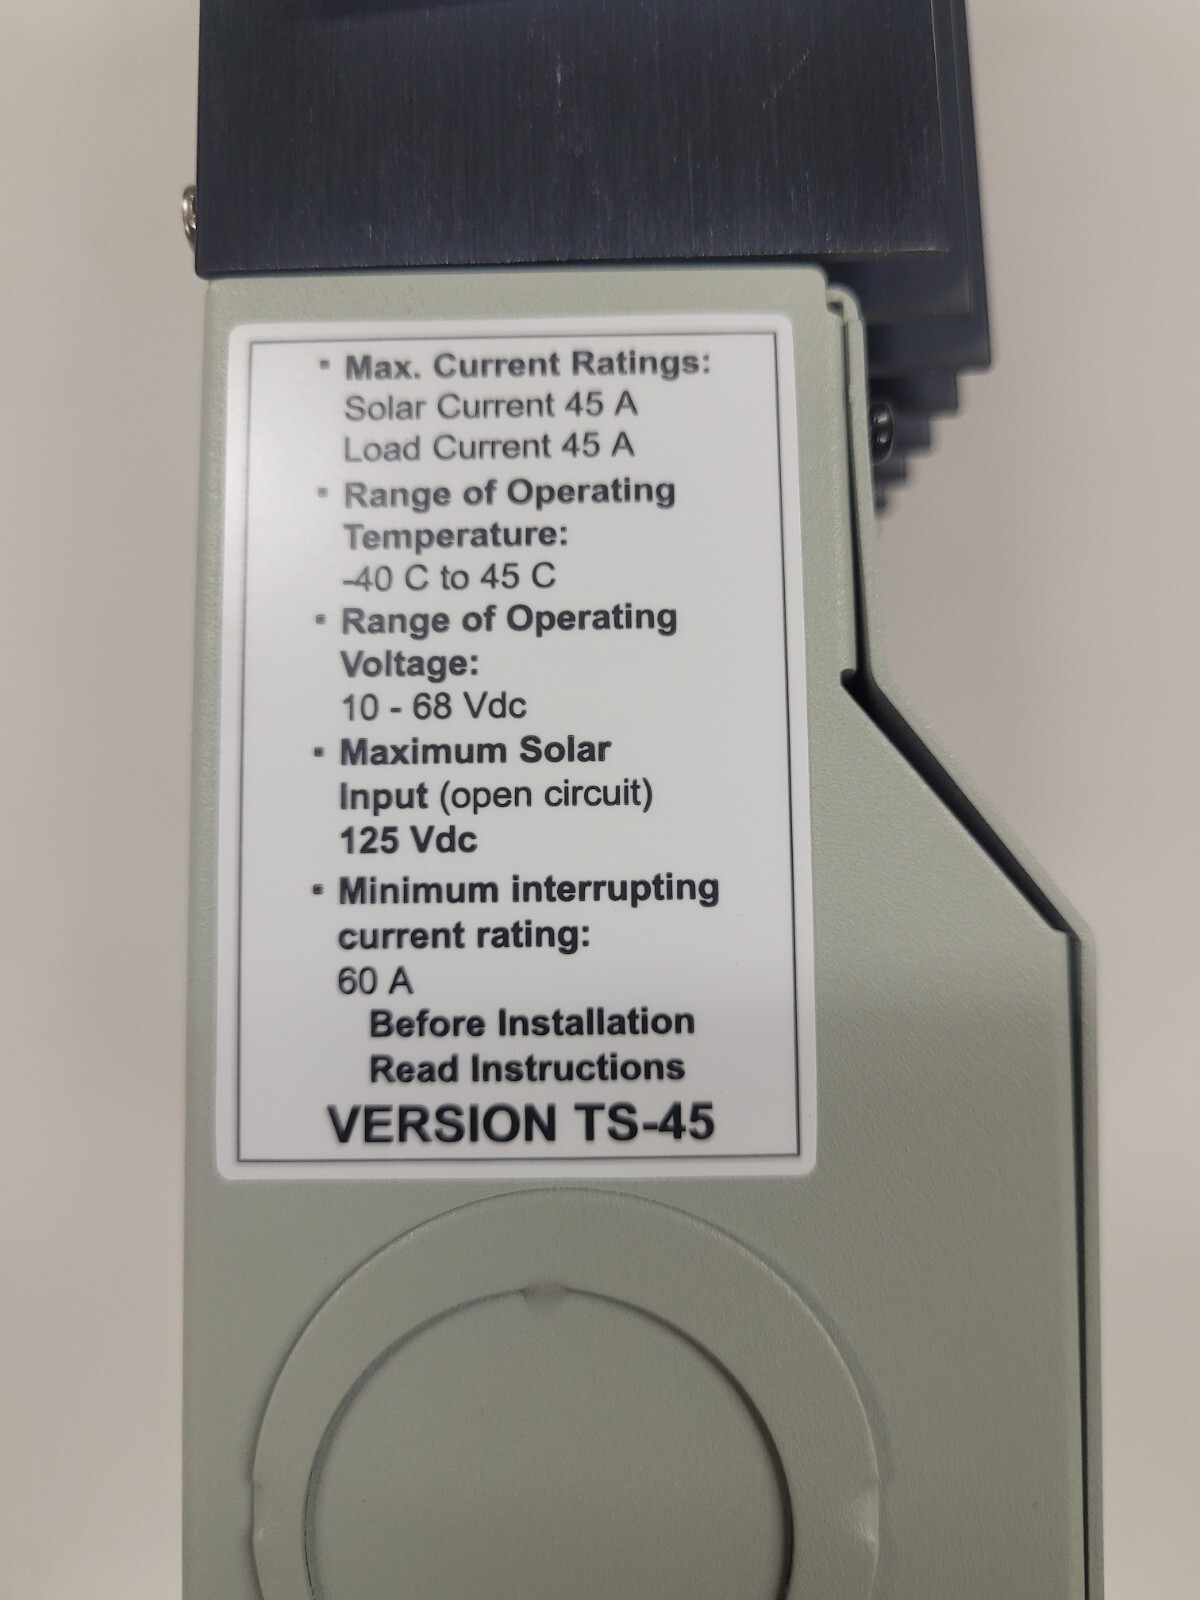 ▪ Max. Current Ratings:
Solar Current 45 A
Load Current 45 A
▪ Range of Operating
Temperature:
-40 C to 45 C
▪ Range of Operating
Voltage:
10 - 68 Vdc
▪ Maximum Solar
Input (open circuit)
125 Vdc
▪ Minimum interrupting
current rating:
60 A
Before Installation
Read Instructions
VERSION TS-45